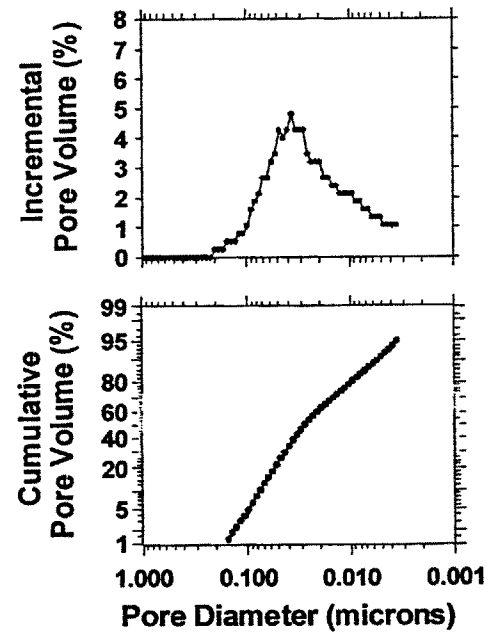 Incremental
Pore Volume (%)
8
7
6
5
4
3
2
1
0
Cumulative
Pore Volume (%)
99
95
80
60
40
20
5
1
1.000 0.100 0.010 0.001
Pore Diameter (microns)